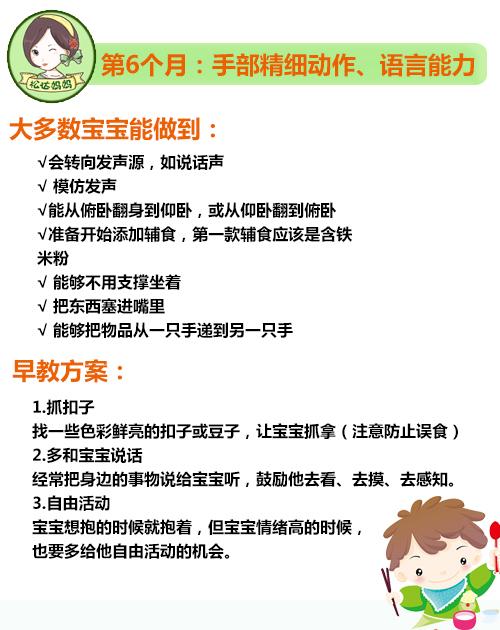 松达妈妈
第6个月：手部精细动作、语言能力
大多数宝宝能做到：
√会转向发声源，如说话声
√ 模仿发声
√能从俯卧翻身到仰卧，或从仰卧翻到俯卧
√准备开始添加辅食，第一款辅食应该是含铁
米粉
√ 能够不用支撑坐着
√ 把东西塞进嘴里
√ 能够把物品从一只手递到另一只手
早教方案：
1.抓扣子
找一些色彩鲜亮的扣子或豆子，让宝宝抓拿（注意防止误食）
2.多和宝宝说话
经常把身边的事物说给宝宝听，鼓励他去看、去摸、去感知。
3.自由活动
宝宝想抱的时候就抱着，但宝宝情绪高的时候，
也要多给他自由活动的机会。